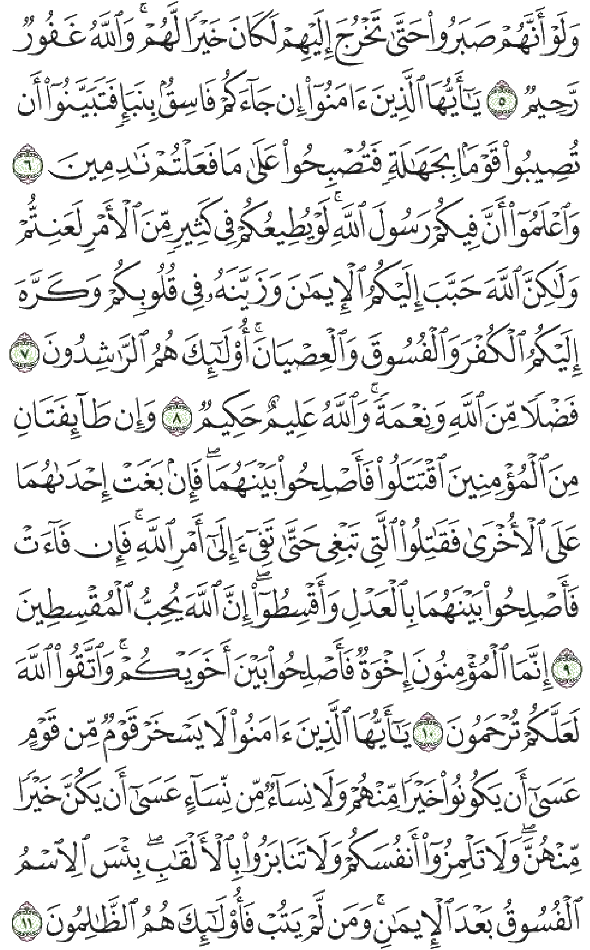 وَلَوْ أَنَّهُمْ صَبَرُوا۟ حَتَّىٰ تَخْرُجَ إِلَيْهِمْ لَكَانَ خَيْرًا لَّهُمْ ۚ وَٱللَّهُ غَفُورٌ
رَّحِيمٌ ٥ يَـٰٓأَيُّهَا ٱلَّذِينَ ءَامَنُوٓا۟ إِن جَآءَكُمْ فَاسِقٌۢ بِنَبَإٍ فَتَبَيَّنُوٓا۟ أَن
تُصِيبُوا۟ قَوْمًۢا بِجَهَـٰلَةٍ فَتُصْبِحُوا۟ عَلَىٰ مَا فَعَلْتُمْ نَـٰدِمِينَ ٦
وَٱعْلَمُوٓا۟ أَنَّ فِيكُمْ رَسُولَ ٱللَّهِ ۚ لَوْ يُطِيعُكُمْ فِى كَثِيرٍ مِّنَ ٱلْأَمْرِ لَعَنِتُّمْ
وَلَـٰكِنَّ ٱللَّهَ حَبَّبَ إِلَيْكُمُ ٱلْإِيمَـٰنَ وَزَيَّنَهُۥ فِى قُلُوبِكُمْ وَكَرَّهَ
إِلَيْكُمُ ٱلْكُفْرَ وَٱلْفُسُوقَ وَٱلْعِصْيَانَ ۚ أُو۟لَـٰٓئِكَ هُمُ ٱلرَّٰشِدُونَ ٧
فَضْلًا مِّنَ ٱللَّهِ وَنِعْمَةً ۚ وَٱللَّهُ عَلِيمٌ حَكِيمٌ ٨ وَإِن طَآئِفَتَانِ
مِنَ ٱلْمُؤْمِنِينَ ٱقْتَتَلُوا۟ فَأَصْلِحُوا۟ بَيْنَهُمَا ۖ فَإِنۢ بَغَتْ إِحْدَىٰهُمَا
عَلَى ٱلْأُخْرَىٰ فَقَـٰتِلُوا۟ ٱلَّتِى تَبْغِى حَتَّىٰ تَفِىٓءَ إِلَىٰٓ أَمْرِ ٱللَّهِ ۚ فَإِن فَآءَتْ
فَأَصْلِحُوا۟ بَيْنَهُمَا بِٱلْعَدْلِ وَأَقْسِطُوٓا۟ ۖ إِنَّ ٱللَّهَ يُحِبُّ ٱلْمُقْسِطِينَ
٩ إِنَّمَا ٱلْمُؤْمِنُونَ إِخْوَةٌ فَأَصْلِحُوا۟ بَيْنَ أَخَوَيْكُمْ ۚ وَٱتَّقُوا۟ ٱللَّهَ
لَعَلَّكُمْ تُرْحَمُونَ ١٠ يَـٰٓأَيُّهَا ٱلَّذِينَ ءَامَنُوا۟ لَا يَسْخَرْ قَوْمٌ مِّن قَوْمٍ
عَسَىٰٓ أَن يَكُونُوا۟ خَيْرًا مِّنْهُمْ وَلَا نِسَآءٌ مِّن نِّسَآءٍ عَسَىٰٓ أَن يَكُنَّ خَيْرًا
مِّنْهُنَّ ۖ وَلَا تَلْمِزُوٓا۟ أَنفُسَكُمْ وَلَا تَنَابَزُوا۟ بِٱلْأَلْقَـٰبِ ۖ بِئْسَ ٱلِٱسْمُ
ٱلْفُسُوقُ بَعْدَ ٱلْإِيمَـٰنِ ۚ وَمَن لَّمْ يَتُبْ فَأُو۟لَـٰٓئِكَ هُمُ ٱلظَّـٰلِمُونَ ١١